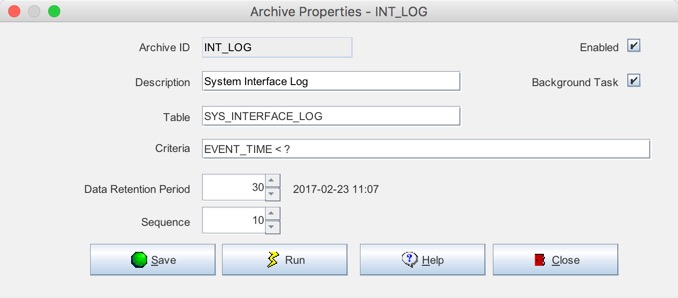 Archive Properties - INT_LOG
Archive ID INT_LOG Enabled
Description System Interface Log Background Task
Table SYS_INTERFACE_LOG
Criteria EVENT_TIME < ?
Data Retention Period 30 2017-02-23 11:07
Sequence 10
Save Run Help Close